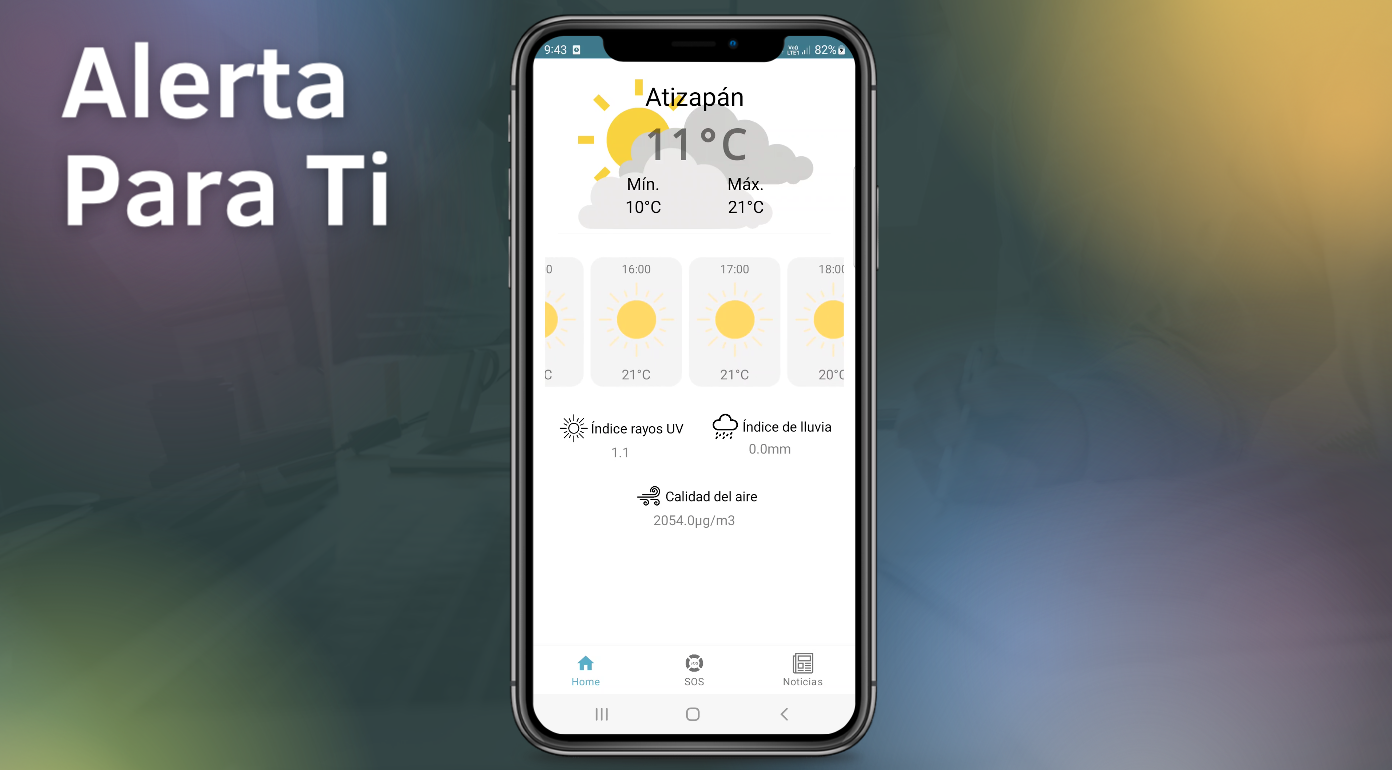 Alerta
Para Ti
9:43
82%
Atizapán
11°C
Mín. Máx.
10°C 21°C
0 16:00 17:00 18:00
C 21°C 21°C 20°C
Índice rayos UV Índice de lluvia
1.1 0.0mm
Calidad del aire
2054.0µg/m3
Home SOS Noticias